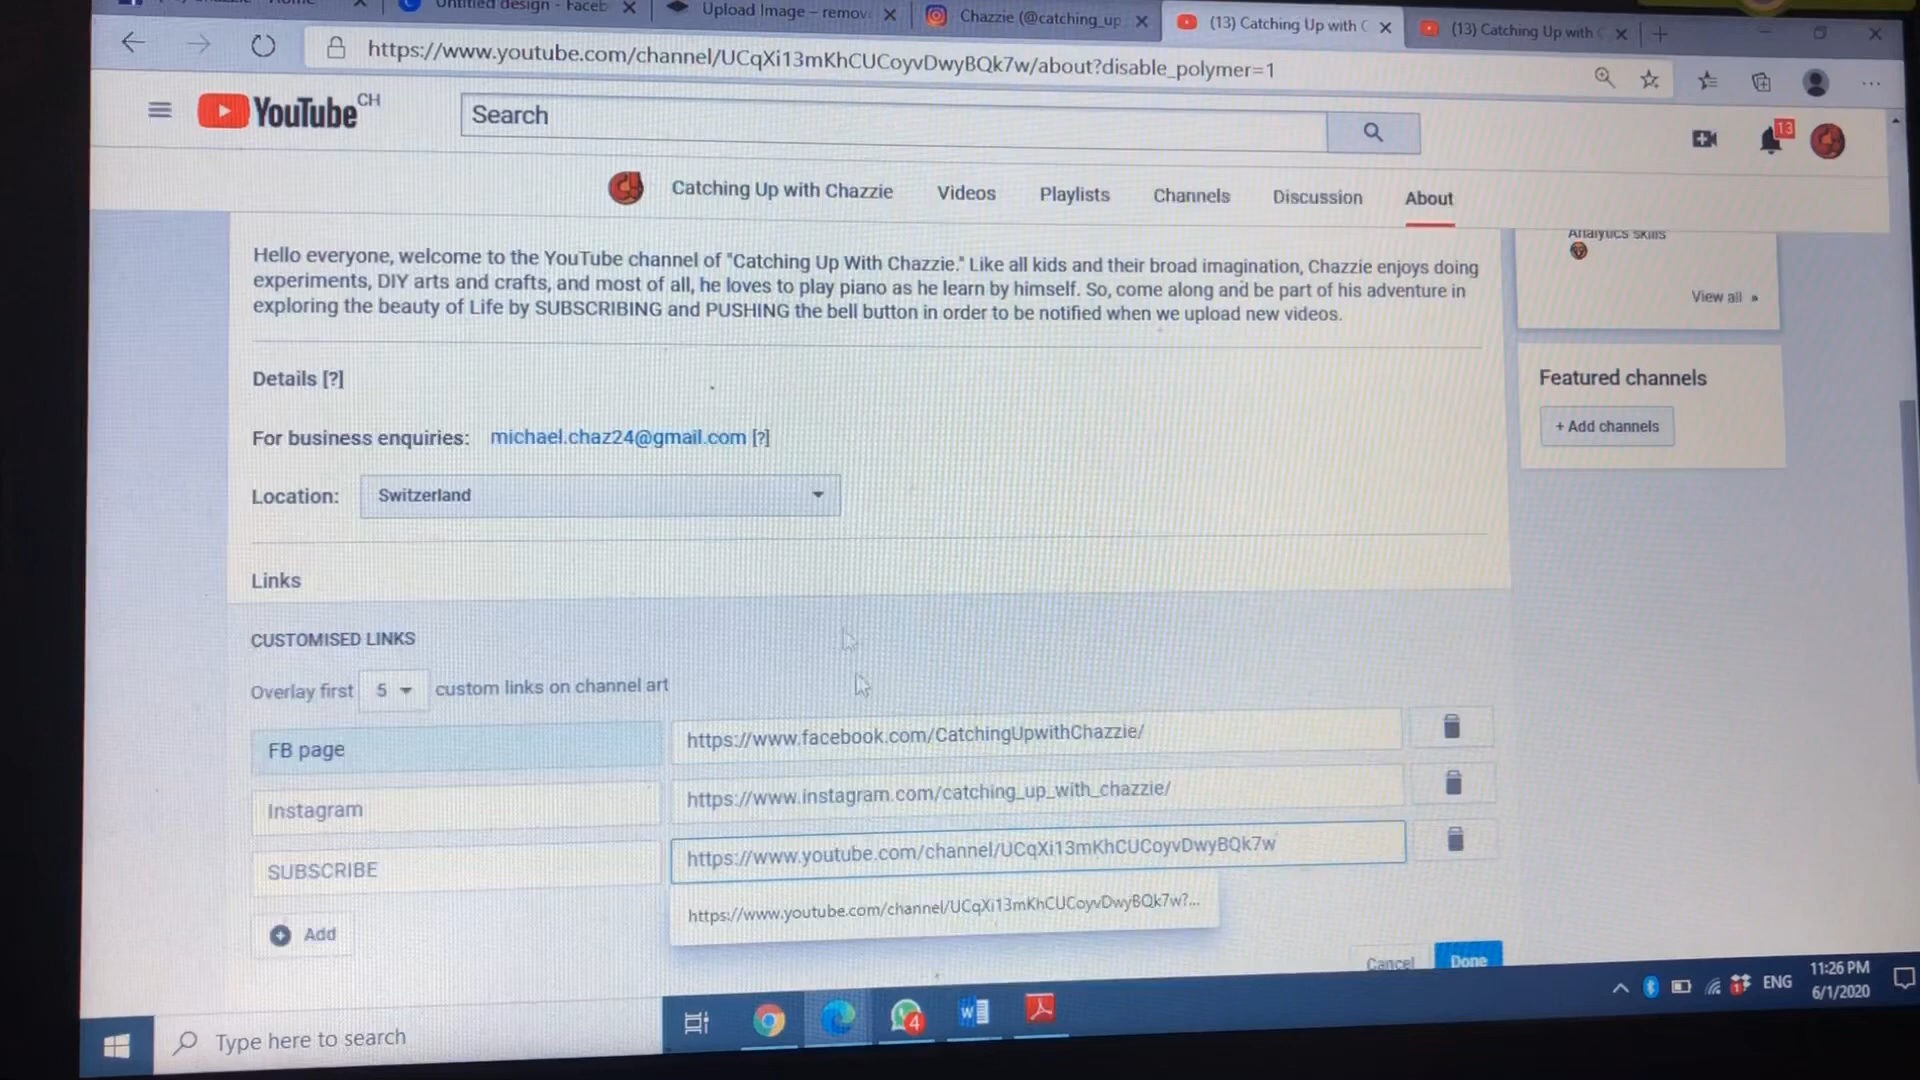 Untitled design - Faceb
Upload Image – remov
Chazzie (@catching_up
(13) Catching Up with C
(13) Catching Up with C
https://www.youtube.com/channel/UCqXi13mKhCUCoyvDwyBQk7w/about?disable_polymer=1
YouTube CH
Search
13
Catching Up with Chazzie
Videos
Playlists
Channels
Discussion
About
Hello everyone, welcome to the YouTube channel of "Catching Up With Chazzie." Like all kids and their broad imagination, Chazzie enjoys doing
experiments, DIY arts and crafts, and most of all, he loves to play piano as he learn by himself. So, come along and be part of his adventure in
exploring the beauty of Life by SUBSCRIBING and PUSHING the bell button in order to be notified when we upload new videos.
Analytics skills
View all »
Details [?]
Featured channels
+ Add channels
For business enquiries: michael.chaz24@gmail.com [?]
Location: Switzerland
Links
CUSTOMISED LINKS
Overlay first 5 custom links on channel art
FB page
https://www.facebook.com/CatchingUpwithChazzie/
Instagram
https://www.instagram.com/catching_up_with_chazzie/
SUBSCRIBE
https://www.youtube.com/channel/UCqXi13mKhCUCoyvDwyBQk7w
https://www.youtube.com/channel/UCqXi13mKhCUCoyvDwyBQk7w?...
Add
Cancel
Done
Type here to search
4
W
1
ENG
11:26 PM
6/1/2020